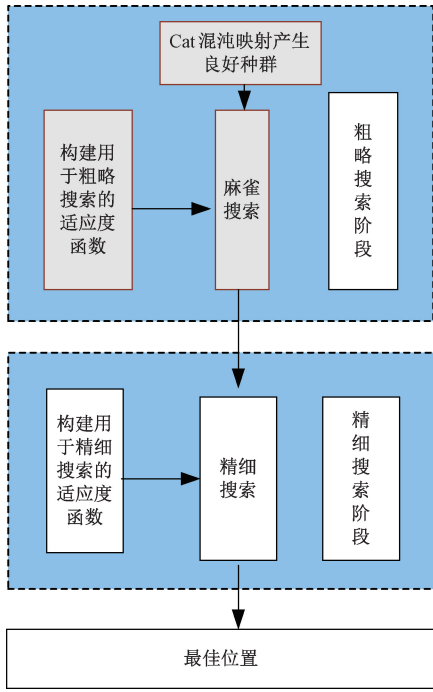 Cat混沌映射产生
良好种群
构建用
于粗略
搜索的
适应度
函数
麻雀
搜索
粗
略
搜
索
阶
段
构建用
于精细
搜索的
适应度
函数
精细
搜索
精
细
搜
索
阶
段
最佳位置